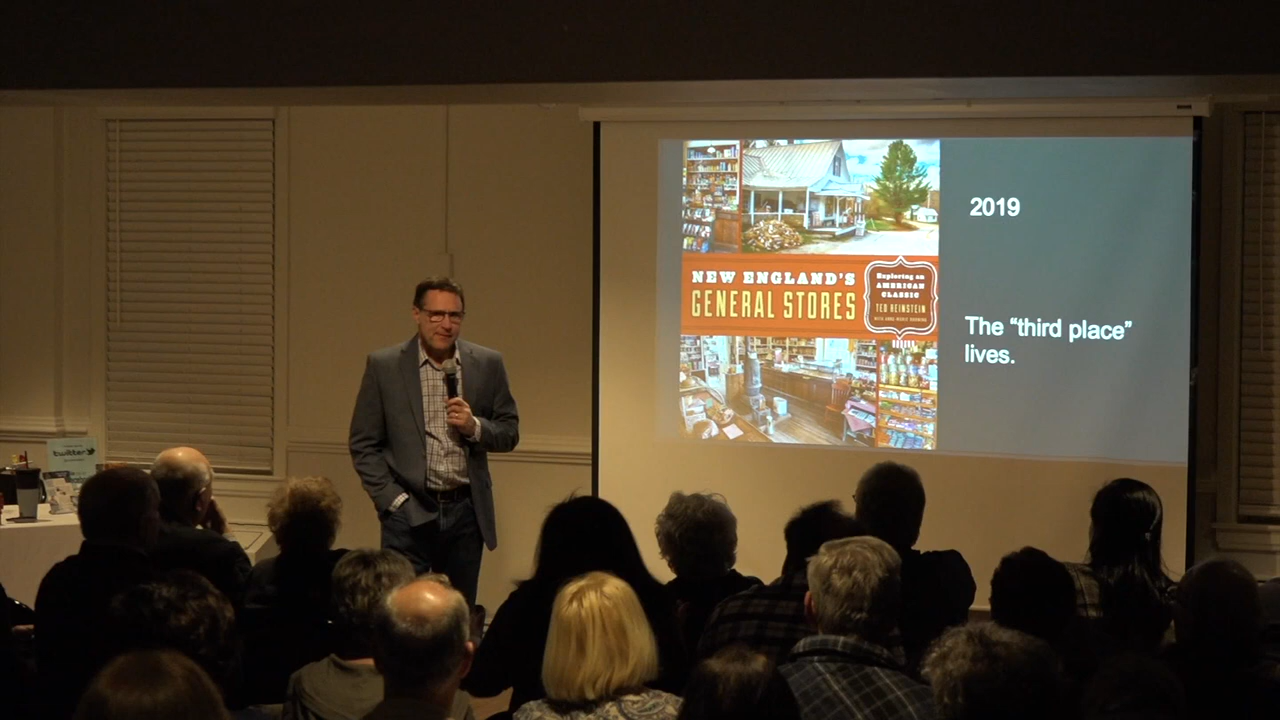 2019
NEW ENGLAND'S
GENERAL STORES
Exploring an
AMERICAN
CLASSIC
TED REINSTEIN
The “third place”
lives.
twitter